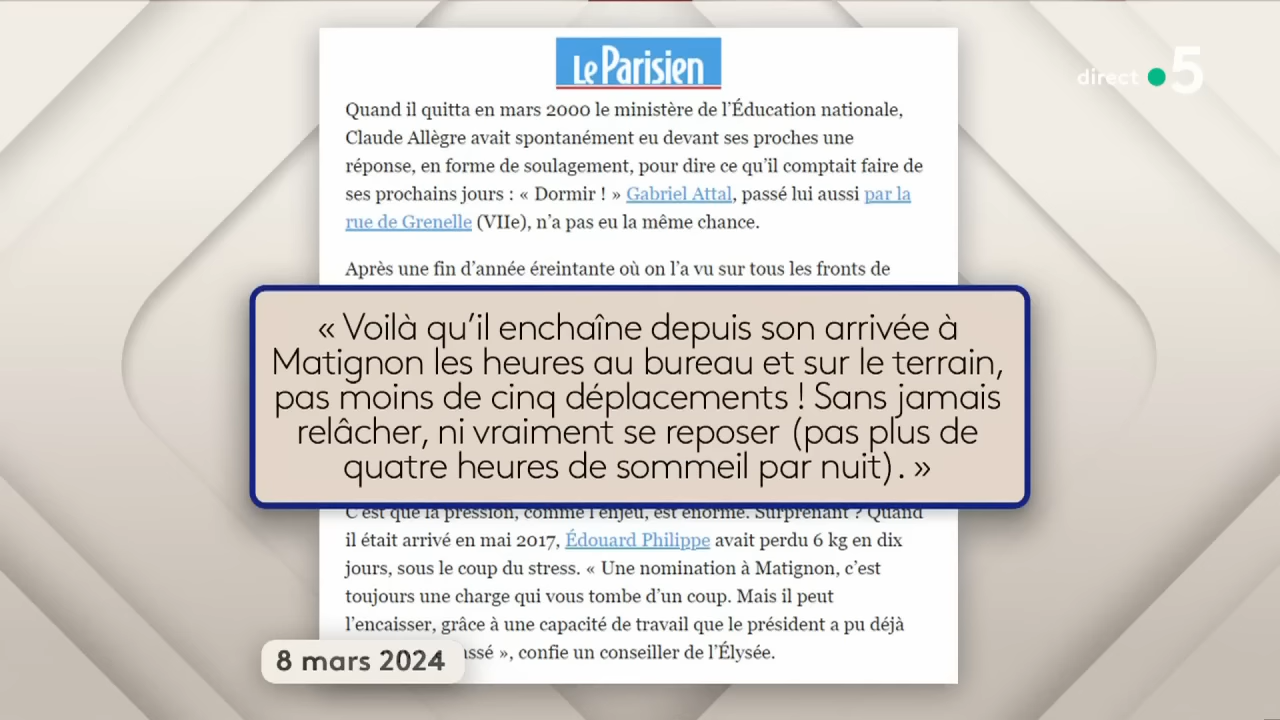 Le Parisien
direct 5
Quand il quitta en mars 2000 le ministère de l'Éducation nationale,
Claude Allègre avait spontanément eu devant ses proches une
réponse, en forme de soulagement, pour dire ce qu'il comptait faire de
ses prochains jours : « Dormir ! » Gabriel Attal, passé lui aussi par la
rue de Grenelle (VIIe), n'a pas eu la même chance.
Après une fin d'année éreintante où on l'a vu sur tous les fronts de
« Voilà qu'il enchaîne depuis son arrivée à
Matignon les heures au bureau et sur le terrain,
pas moins de cinq déplacements ! Sans jamais
relâcher, ni vraiment se reposer (pas plus de
quatre heures de sommeil par nuit). »
C'est que la pression, comme l'enjeu, est énorme. Surprenant ? Quand
il était arrivé en mai 2017, Édouard Philippe avait perdu 6 kg en dix
jours, sous le coup du stress. « Une nomination à Matignon, c'est
toujours une charge qui vous tombe d'un coup. Mais il peut
l'encaisser, grâce à une capacité de travail que le président a pu déjà
», confie un conseiller de l'Élysée.
8 mars 2024